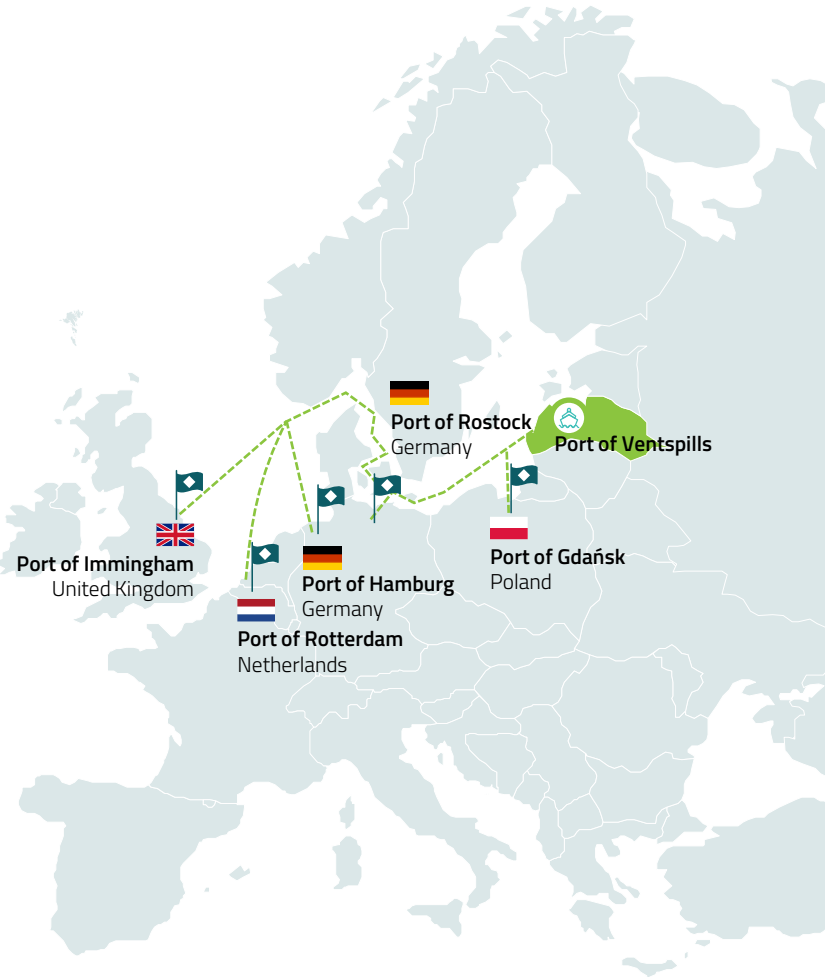 Port of Rostock
Germany
Port of Ventspills
Port of Immingham
United Kingdom
Port of Gdańsk
Poland
Port of Hamburg
Germany
Port of Rotterdam
Netherlands